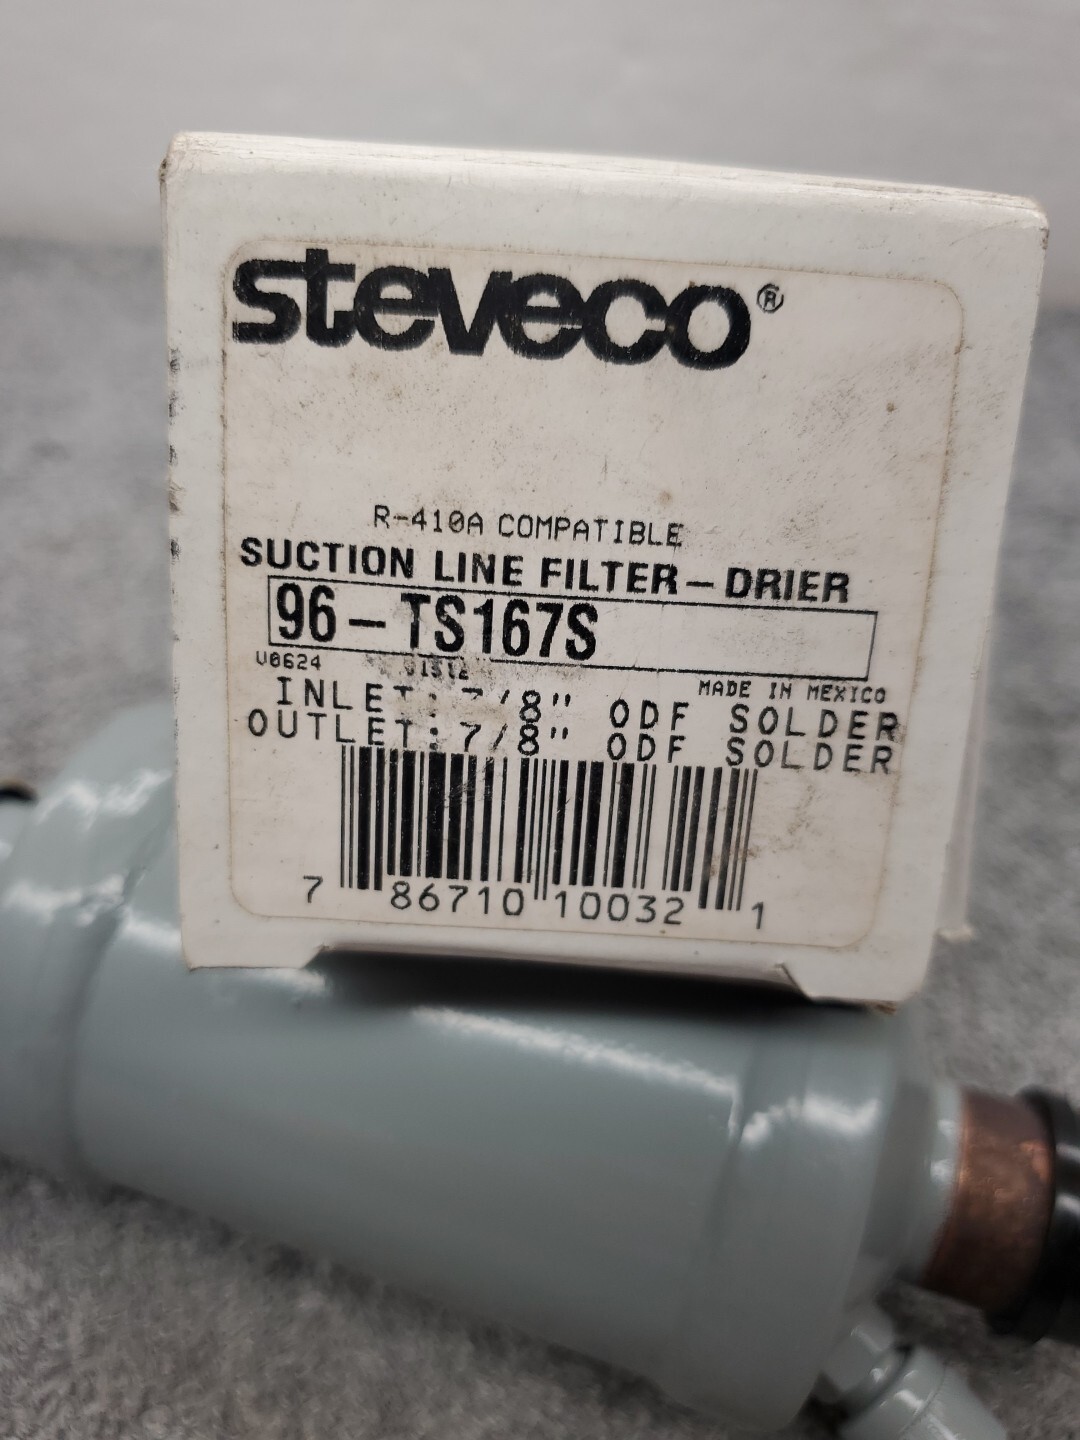 steveco®
R-410A COMPATIBLE
SUCTION LINE FILTER-DRIER
96-TS167S
V0624
MADE IN MEXICO
INLET: 7/8" ODF SOLDER
OUTLET: 7/8" ODF SOLDER
7 86710 10032 1